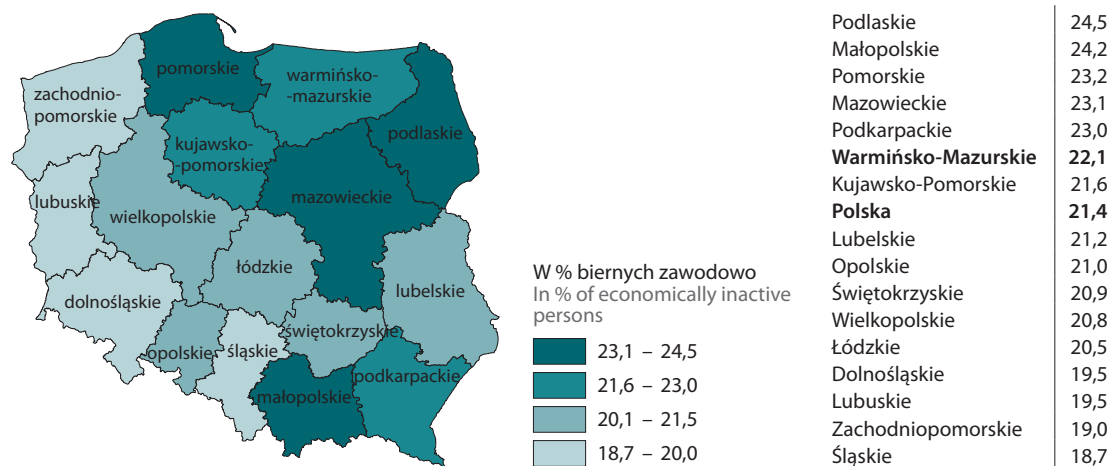 pomorskie
warmińsko-
-mazurskie
zachodnio-
pomorskie
podlaskie
kujawsko-
-pomorskie
mazowieckie
lubuskie
wielkopolskie
łódzkie
lubelskie
dolnośląskie
opolskie
śląskie
świętokrzyskie
podkarpackie
małopolskie
W % biernych zawodowo
In % of economically inactive
persons
23,1 – 24,5
21,6 – 23,0
20,1 – 21,5
18,7 – 20,0
Podlaskie 24,5
Małopolskie 24,2
Pomorskie 23,2
Mazowieckie 23,1
Podkarpackie 23,0
Warmińsko-Mazurskie 22,1
Kujawsko-Pomorskie 21,6
Polska 21,4
Lubelskie 21,2
Opolskie 21,0
Świętokrzyskie 20,9
Wielkopolskie 20,8
Łódzkie 20,5
Dolnośląskie 19,5
Lubuskie 19,5
Zachodniopomorskie 19,0
Śląskie 18,7